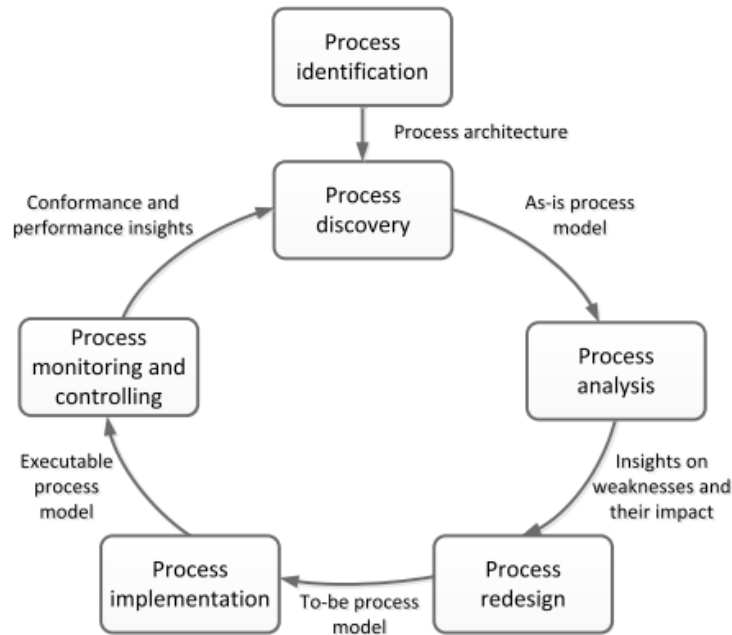 Process
identification
Process architecture
Process
discovery
As-is process
model
Process
analysis
Insights on
weaknesses and
their impact
Process
redesign
To-be process
model
Process
implementation
Executable
process
model
Process
monitoring and
controlling
Conformance and
performance insights